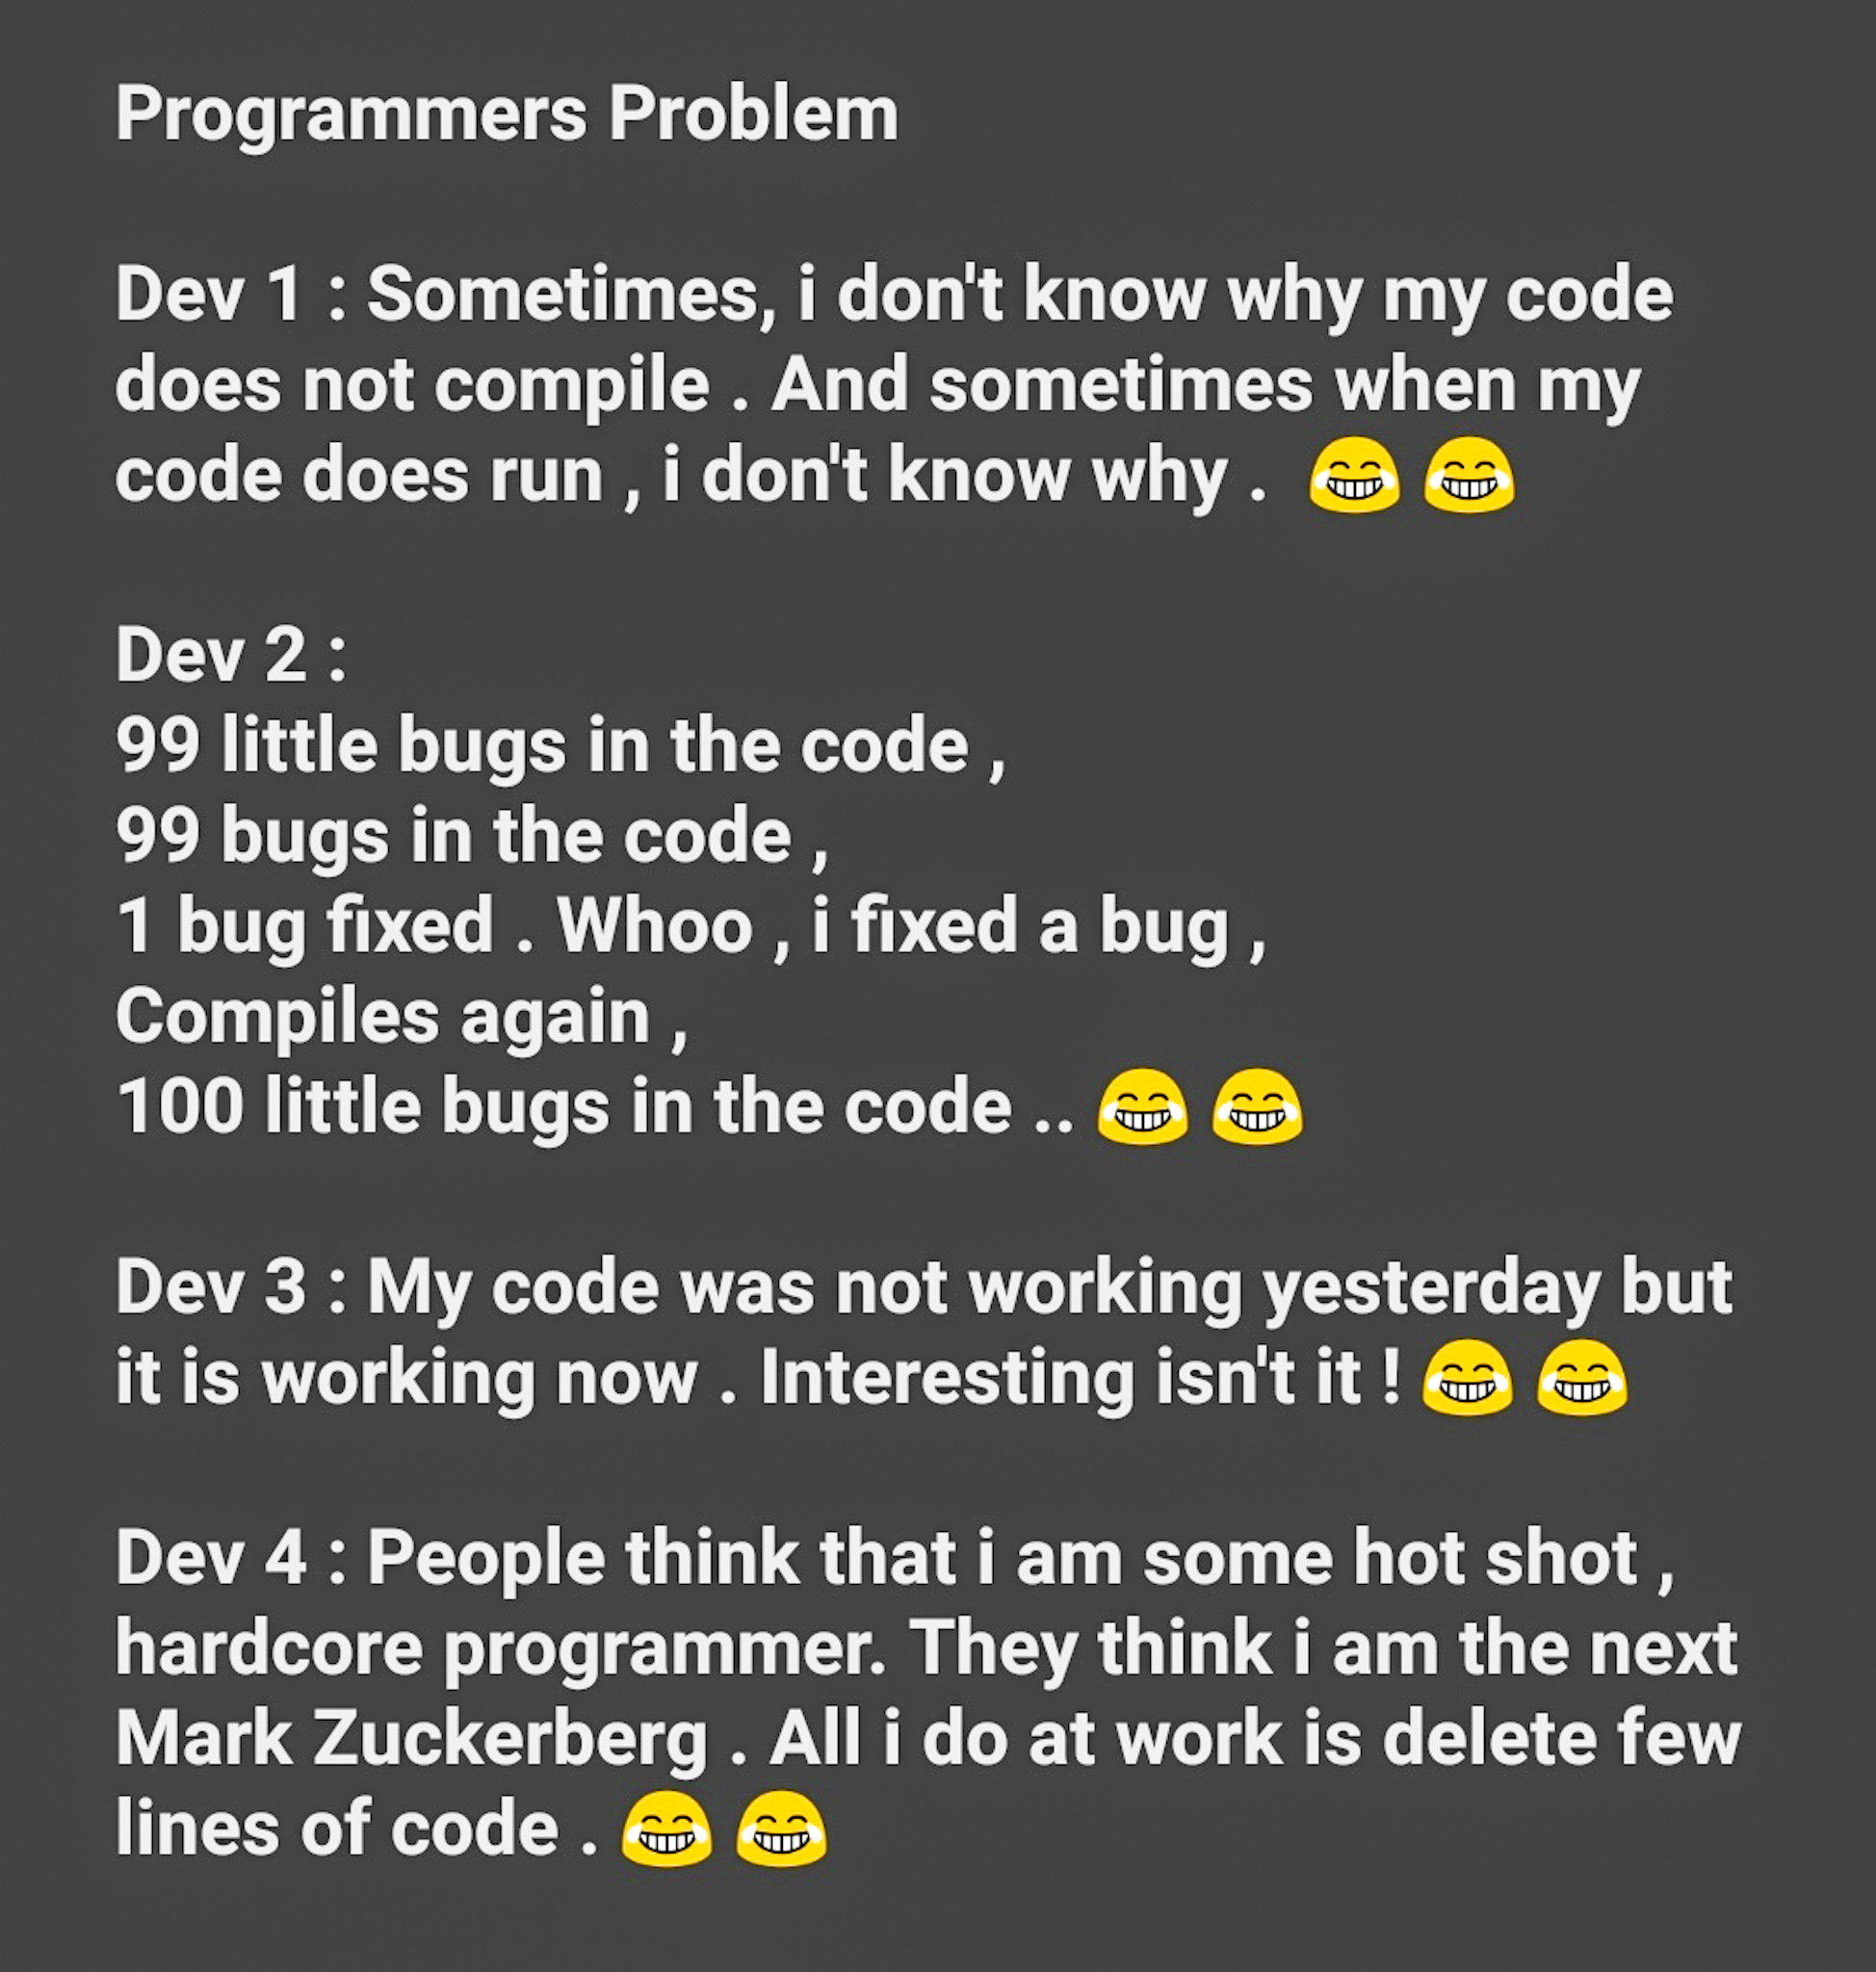 Programmers Problem
Dev 1 : Sometimes, i don't know why my code
does not compile . And sometimes when my
code does run , i don't know why . 😂 😂
Dev 2 :
99 little bugs in the code ,
99 bugs in the code ,
1 bug fixed . Whoo , i fixed a bug ,
Compiles again ,
100 little bugs in the code .. 😂 😂
Dev 3 : My code was not working yesterday but
it is working now . Interesting isn't it ! 😂 😂
Dev 4 : People think that i am some hot shot ,
hardcore programmer. They think i am the next
Mark Zuckerberg . All i do at work is delete few
lines of code . 😂 😂